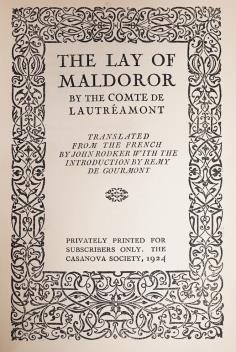 THE LAY OF
MALDOROR
BY THE COMTE DE
LAUTRÉAMONT
TRANSLATED
FROM THE FRENCH
BY JOHN RODKER WITH THE
INTRODUCTION BY REMY
DE GOURMONT
PRIVATELY PRINTED FOR
SUBSCRIBERS ONLY. THE
CASANOVA SOCIETY, 1924